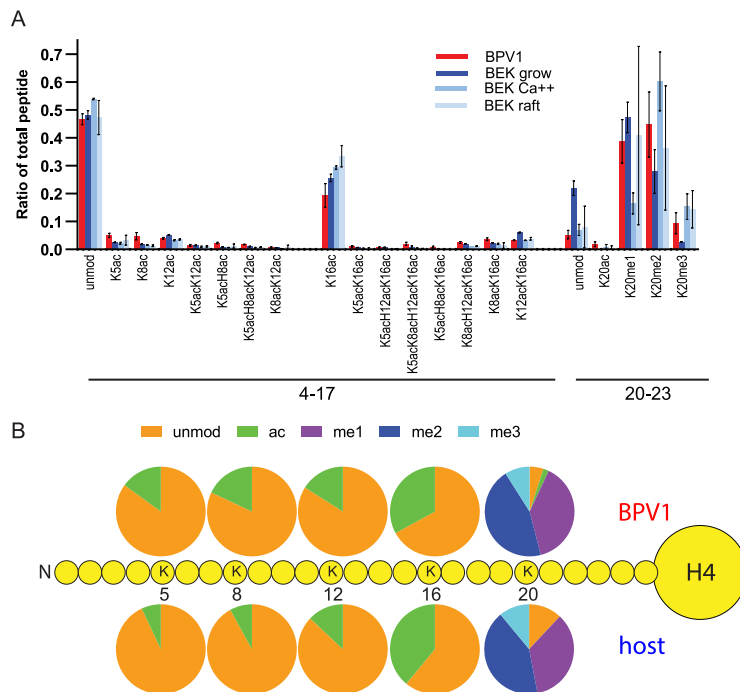 A
Ratio of total peptide
0.7
0.6
0.5
0.4
0.3
0.2
0.1
0.0
BPV1
BEK grow
BEK Ca++
BEK raft
unmod
K5ac
K8ac
K12ac
K5acK12ac
K5acH8ac
K5acH8acK12ac
K8acK12ac
K16ac
K5acK16ac
K5acH12acK16ac
K5acK8acH12acK16ac
K5acH8acK16ac
K8acH12acK16ac
K8acK16ac
K12acK16ac
unmod
K20ac
K20me1
K20me2
K20me3
4-17
20-23
B
unmod
ac
me1
me2
me3
BPV1
N
K
K
K
K
K
H4
5
8
12
16
20
host